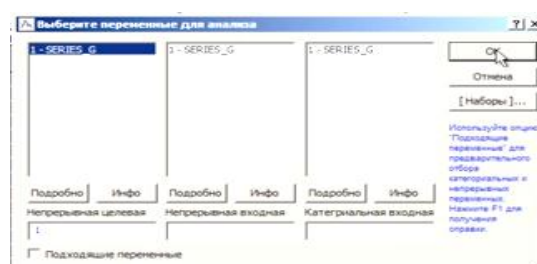 Выберите переменные для анализа
? x
1 - SERIES_G
1 - SERIES_G
1 - SERIES_G
OK
Отмена
[Наборы]...
Используйте опцию
"Подходящие
переменные" для
предварительного
отбора
категориальных и
непрерывных
переменных.
Нажмите F1 для
получения
справки.
Подробно Инфо Подробно Инфо Подробно Инфо
Непрерывная целевая Непрерывная входная Категриальная входная
1
Подходящие переменные